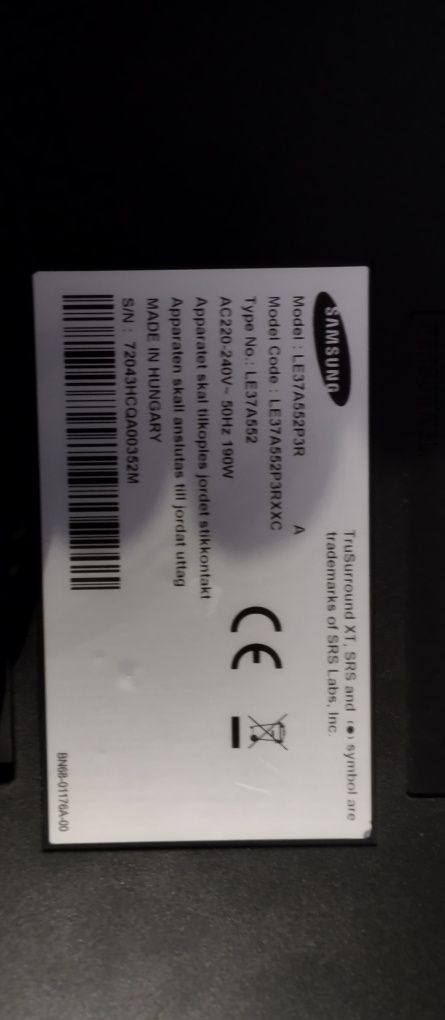 SAMSUNG
TruSurround XT, SRS and (●) symbol are
trademarks of SRS Labs, Inc.
Model : LE37A552P3R A
Model Code : LE37A552P3RXXC
Type No.: LE37A552
AC220-240V~ 50Hz 190W
Apparatet skal tilkoples jordet stikkontakt
Apparaten skall anslutas till jordat uttag
MADE IN HUNGARY
S/N : 72043HCQA00352M
CE
BN68-01176A-00